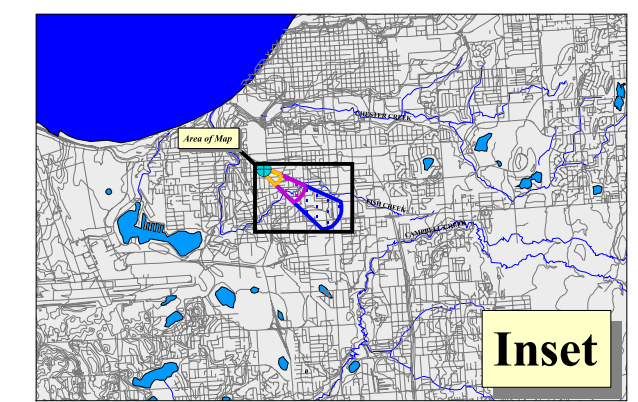 CHESTER CREEK
Area of Map
FISH CREEK
CAMPBELL CREEK
Inset